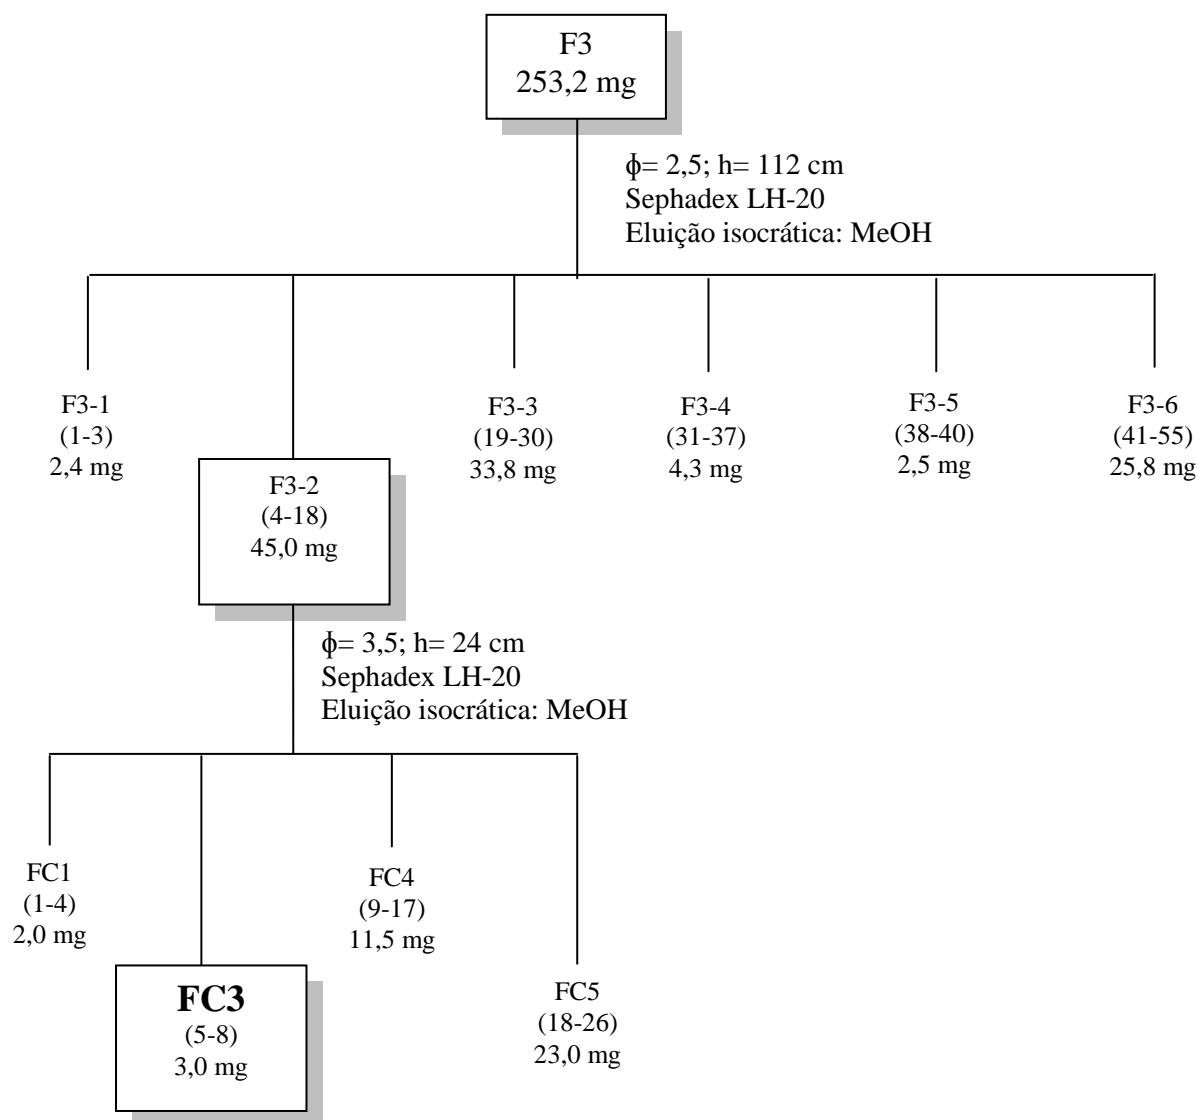 F3
253,2 mg
ϕ= 2,5; h= 112 cm
Sephadex LH-20
Eluição isocrática: MeOH
F3-1
(1-3)
2,4 mg
F3-2
(4-18)
45,0 mg
F3-3
(19-30)
33,8 mg
F3-4
(31-37)
4,3 mg
F3-5
(38-40)
2,5 mg
F3-6
(41-55)
25,8 mg
ϕ= 3,5; h= 24 cm
Sephadex LH-20
Eluição isocrática: MeOH
FC1
(1-4)
2,0 mg
FC3
(5-8)
3,0 mg
FC4
(9-17)
11,5 mg
FC5
(18-26)
23,0 mg